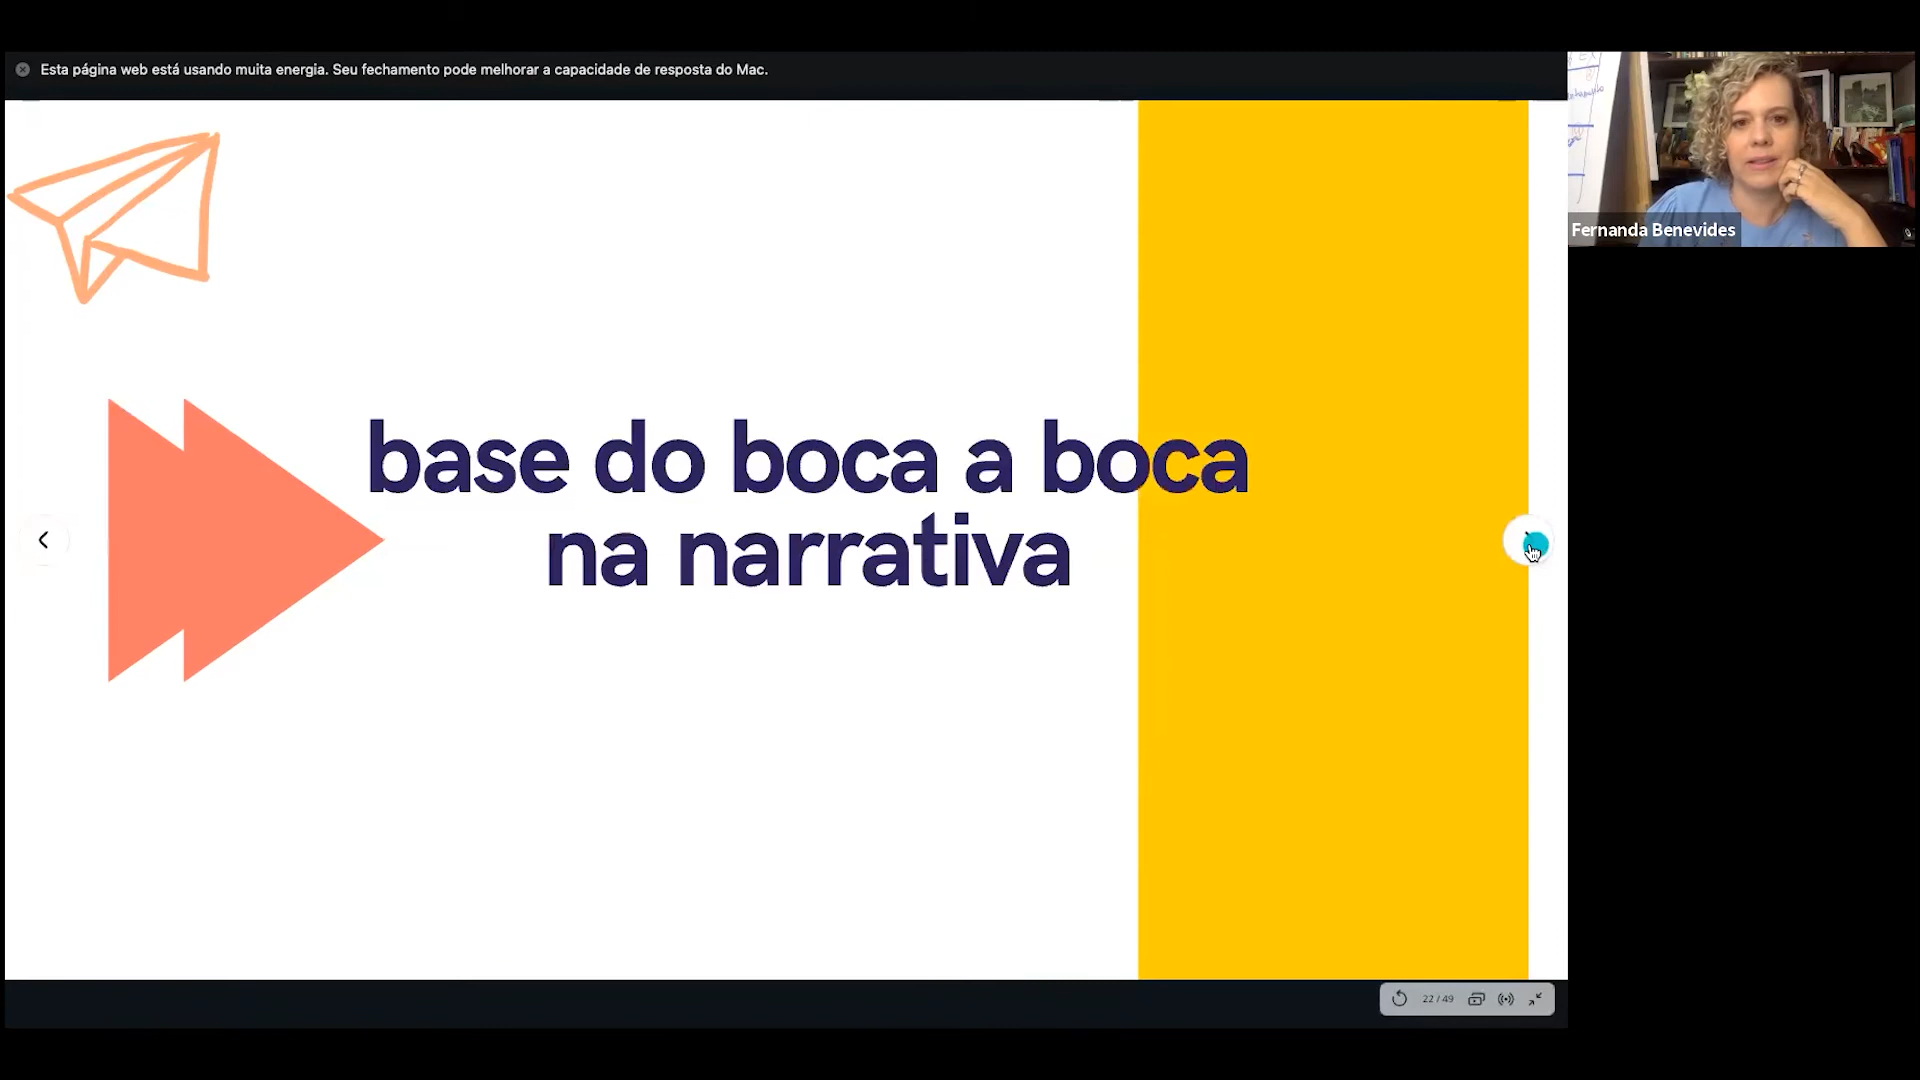 Esta página web está usando muita energia. Seu fechamento pode melhorar a capacidade de resposta do Mac.
base do boca a boca
na narrativa
Fernanda Benevides
22 / 49